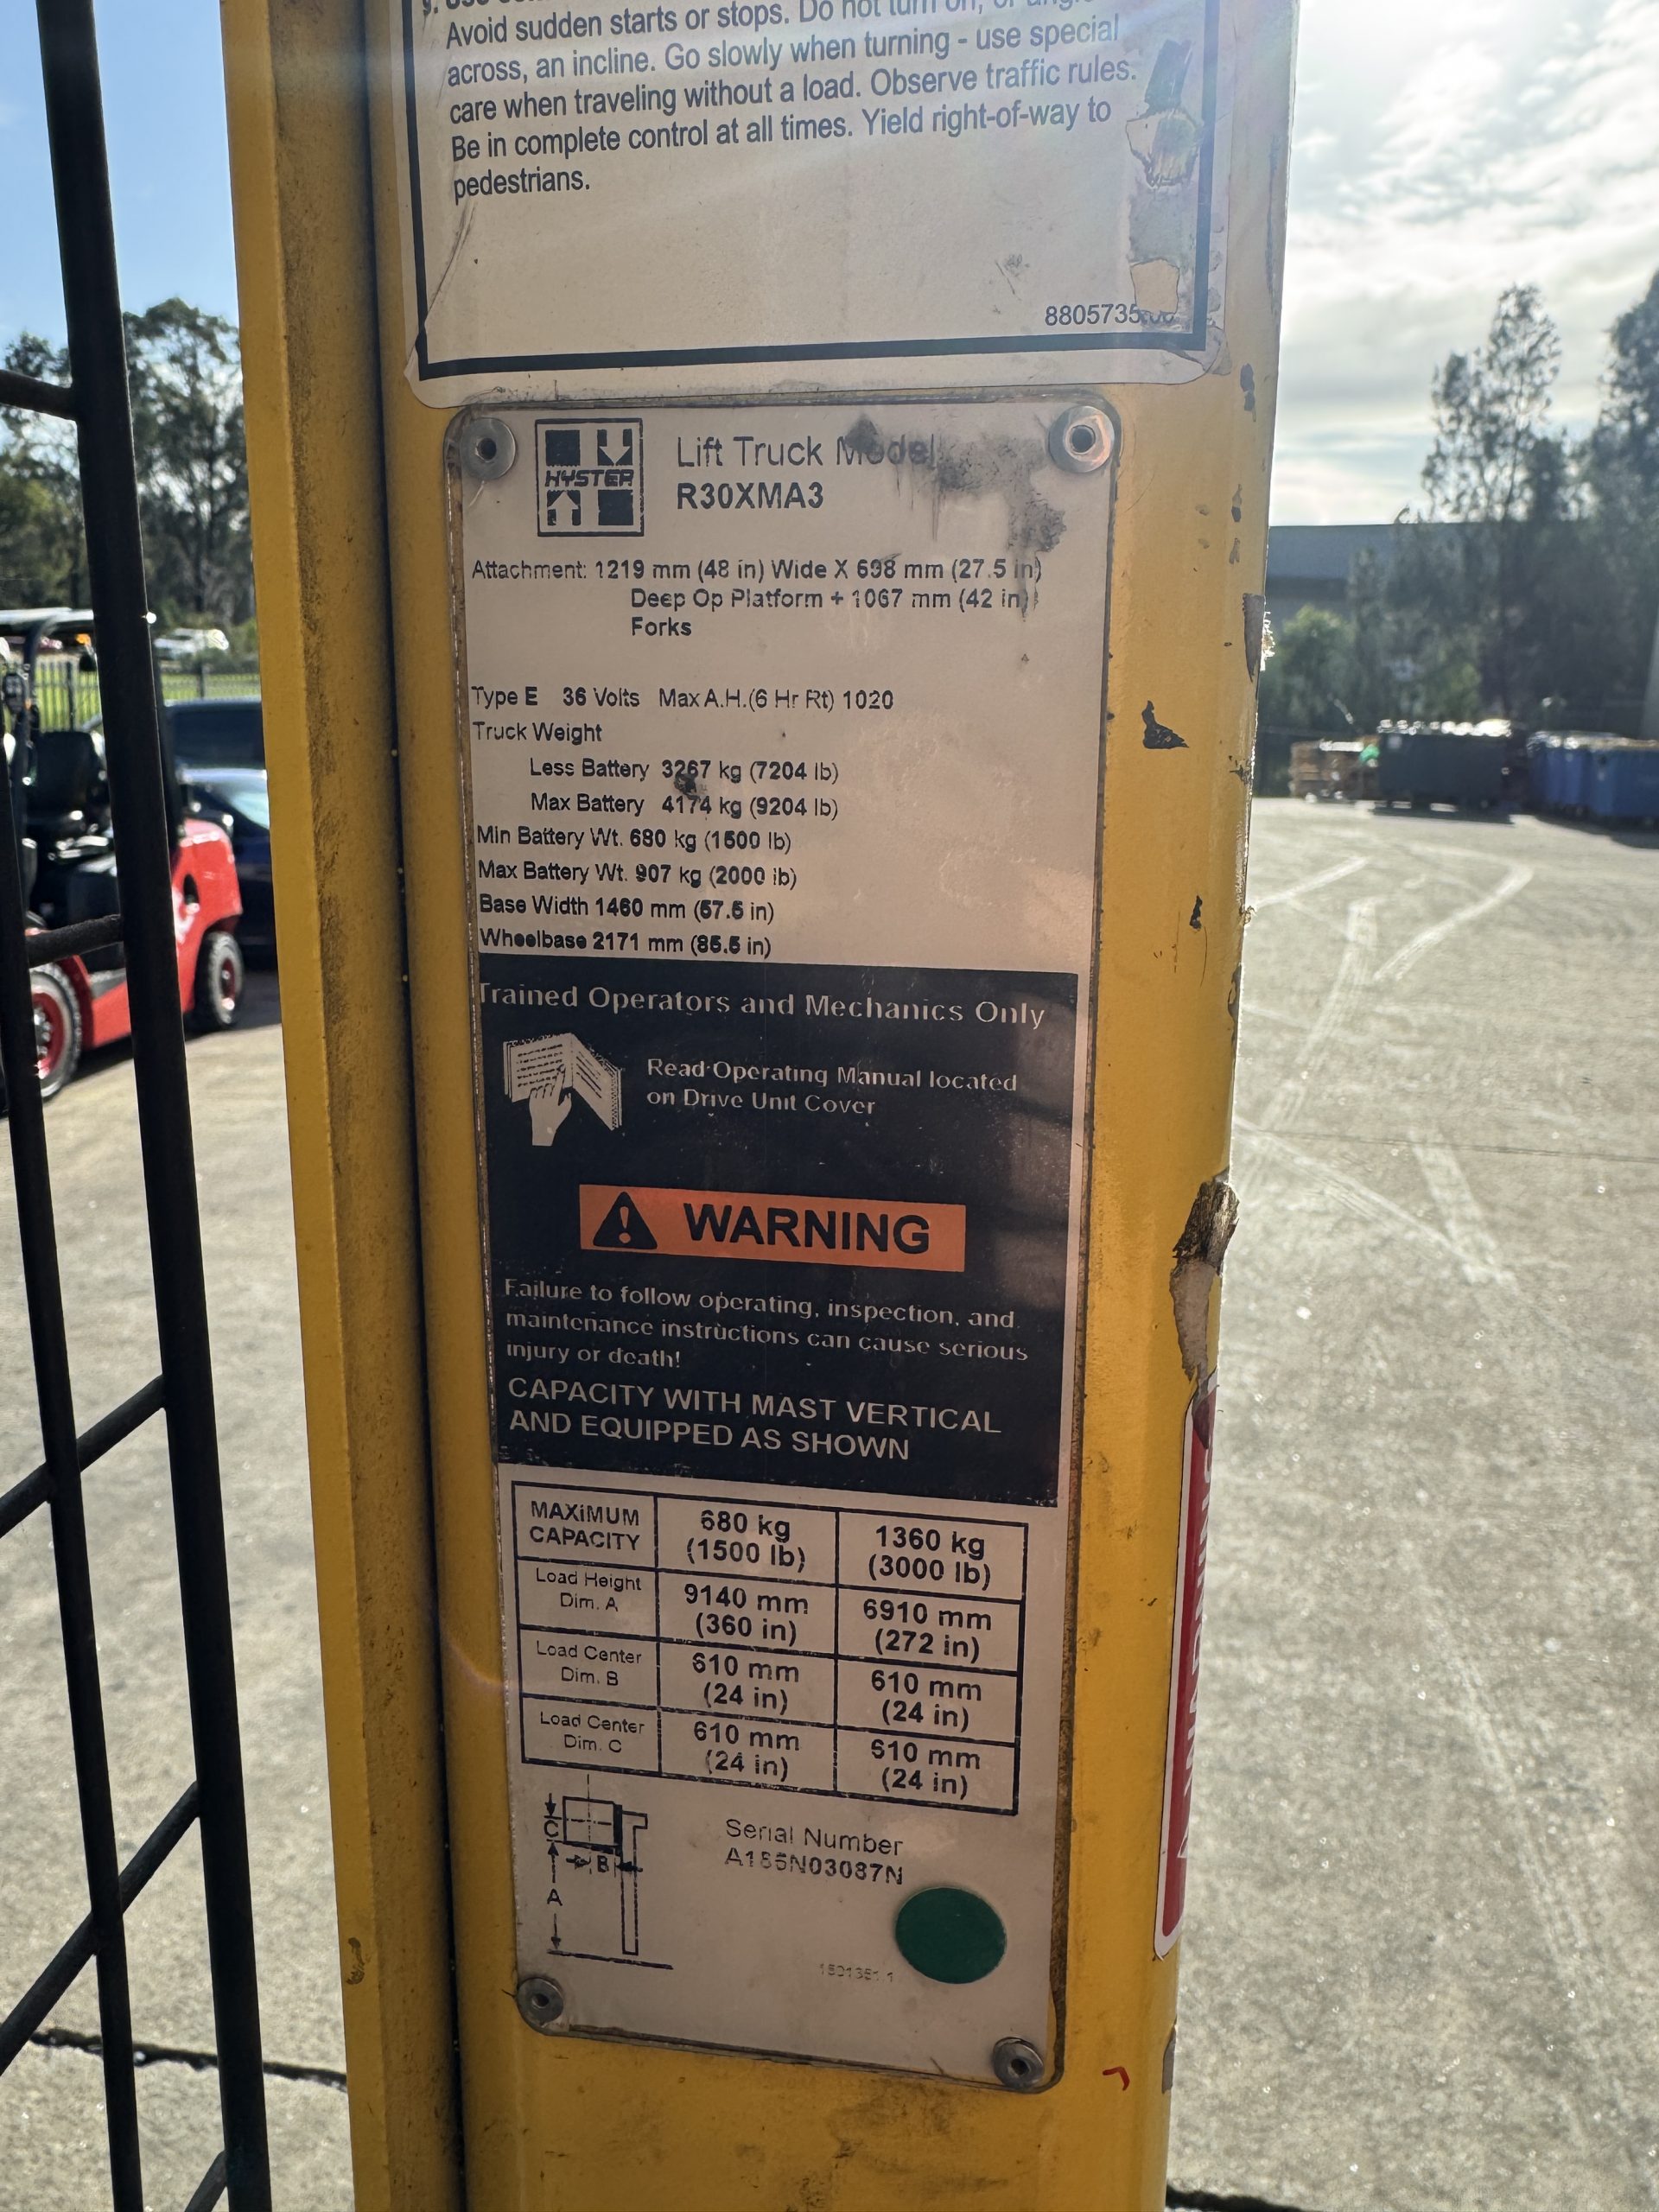 Avoid sudden starts or stops. Do not turn on, or
across, an incline. Go slowly when turning - use special
care when traveling without a load. Observe traffic rules.
Be in complete control at all times. Yield right-of-way to
pedestrians.
8805735
HYSTER
Lift Truck Model
R30XMA3
Attachment: 1219 mm (48 in) Wide X 698 mm (27.5 in)
Deep Op Platform + 1067 mm (42 in)
Forks
Type E 36 Volts Max A.H.(6 Hr Rt) 1020
Truck Weight
Less Battery 3267 kg (7204 lb)
Max Battery 4174 kg (9204 lb)
Min Battery Wt. 680 kg (1500 lb)
Max Battery Wt. 907 kg (2000 lb)
Base Width 1460 mm (57.5 in)
Wheelbase 2171 mm (85.5 in)
Trained Operators and Mechanics Only
Read Operating Manual located
on Drive Unit Cover
WARNING
Failure to follow operating, inspection, and
maintenance instructions can cause serious
injury or death!
CAPACITY WITH MAST VERTICAL
AND EQUIPPED AS SHOWN
MAXIMUM CAPACITY 680 kg (1500 lb) 1360 kg (3000 lb)
Load Height Dim. A 9140 mm (360 in) 6910 mm (272 in)
Load Center Dim. B 610 mm (24 in) 610 mm (24 in)
Load Center Dim. C 610 mm (24 in) 610 mm (24 in)
C
B
A
Serial Number
A186N03087N
WARNING